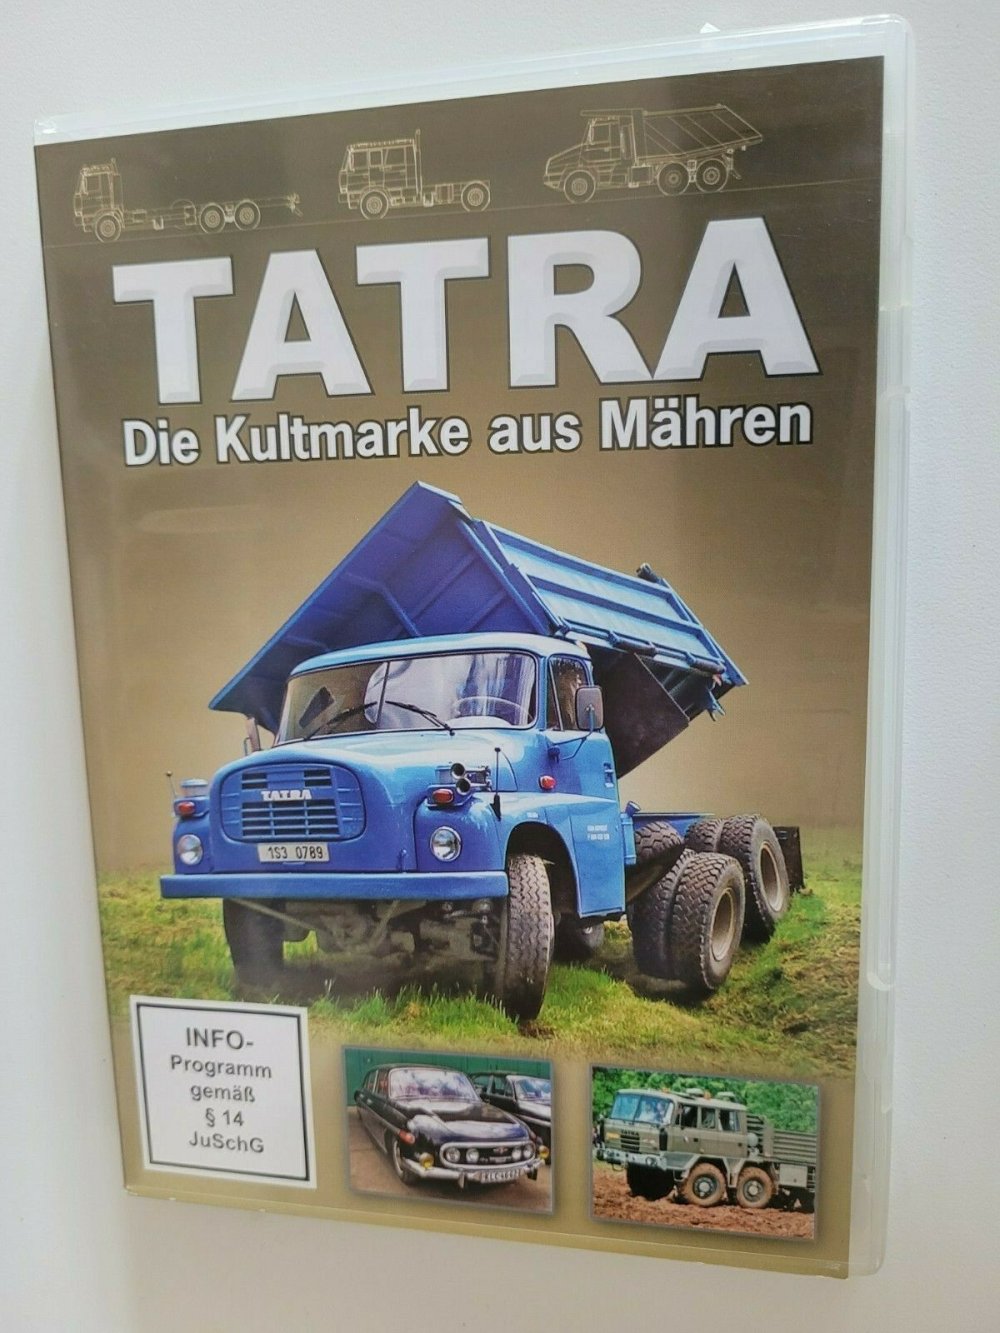 TATRA
Die Kultmarke aus Mähren
TATRA
1S3 0789
INFO-
Programm
gemäß
§ 14
JuSchG